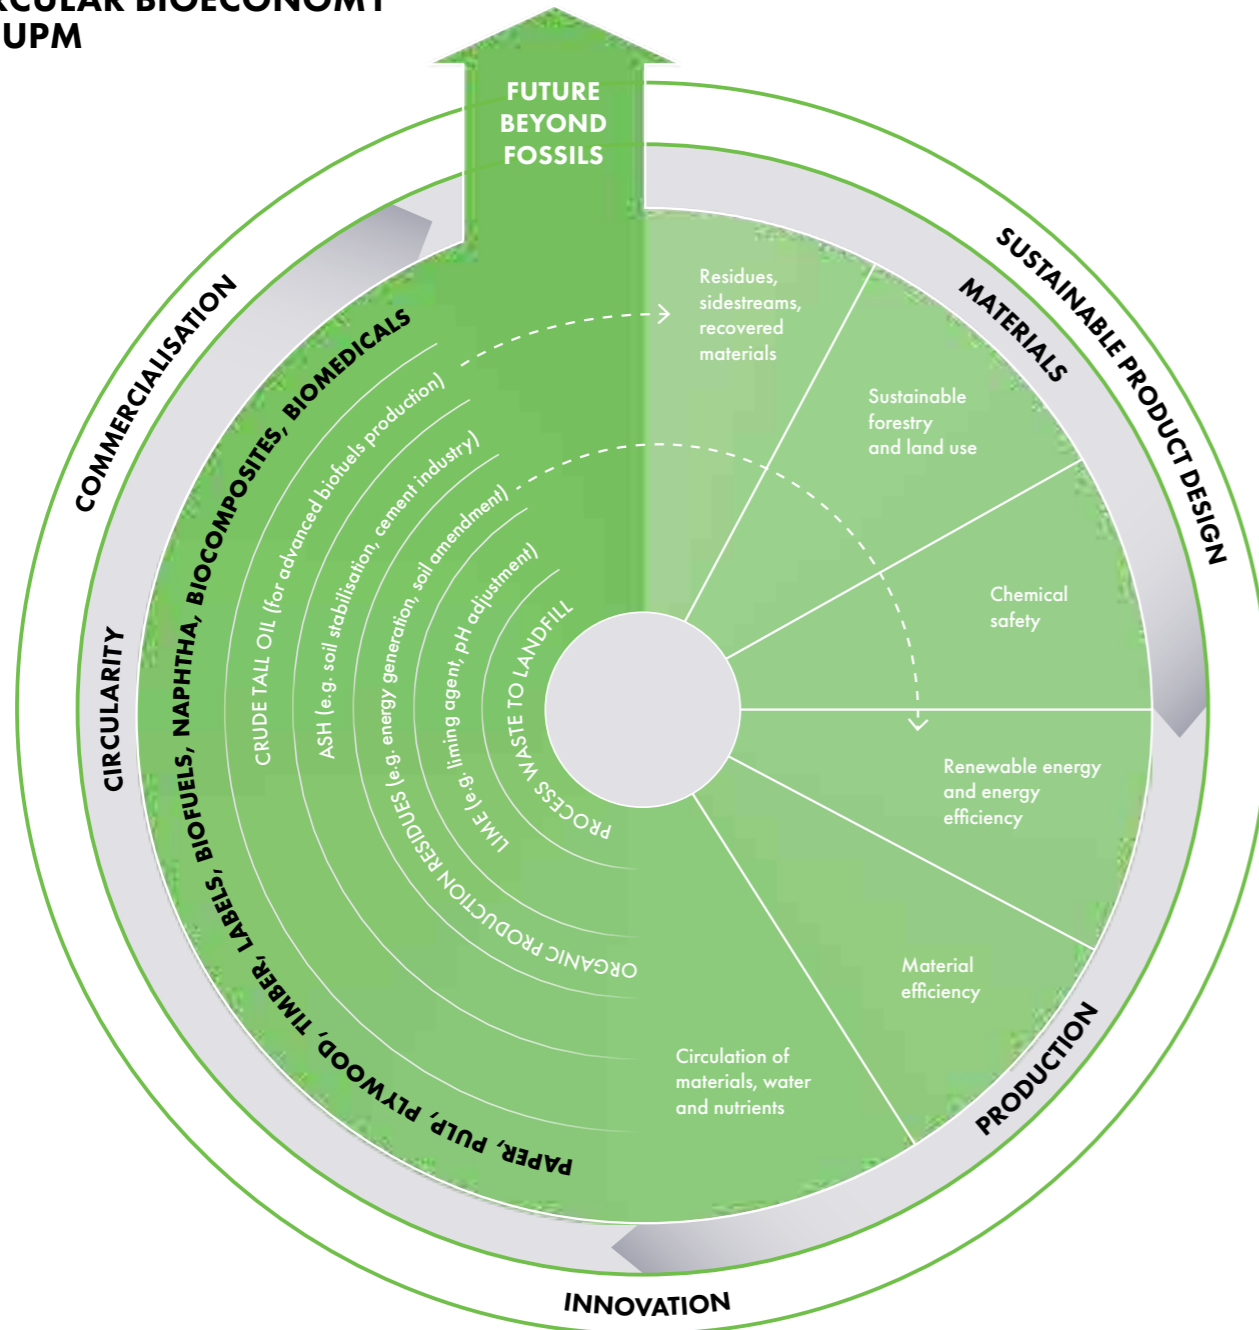 RCULAR BIOECONOMY
UPM
FUTURE
BEYOND
FOSSILS
SUSTAINABLE PRODUCT DESIGN
MATERIALS
Residues,
sidestreams,
recovered
materials
Sustainable
forestry
and land use
Chemical
safety
Renewable energy
and energy
efficiency
Material
efficiency
Circulation of
materials, water
and nutrients
PRODUCTION
INNOVATION
COMMERCIALISATION
CIRCULARITY
PAPER, PULP, PLYWOOD, TIMBER, LABELS, BIOFUELS, NAPHTHA, BIOCOMPOSITES, BIOMEDICALS
CRUDE TALL OIL (for advanced biofuels production)
ASH (e.g. soil stabilisation, cement industry)
ORGANIC PRODUCTION RESIDUES (e.g. energy generation, soil amendment)
LIME (e.g. liming agent, pH adjustment)
PROCESS WASTE TO LANDFILL